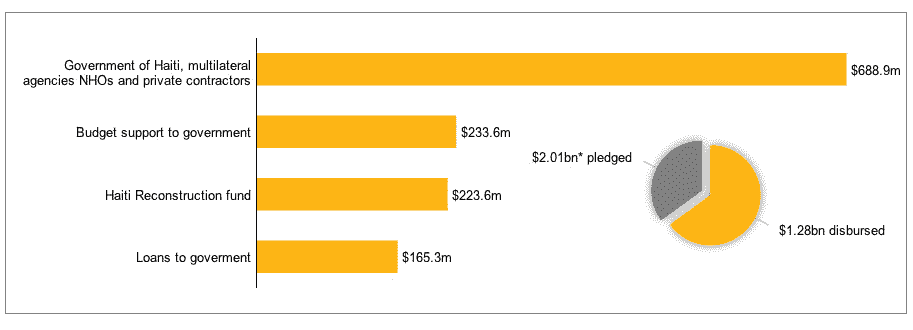 Government of Haiti, multilateral
agencies NHOs and private contractors
$688.9m
Budget support to government
$233.6m
Haiti Reconstruction fund
$223.6m
Loans to goverment
$165.3m
$2.01bn* pledged
$1.28bn disbursed